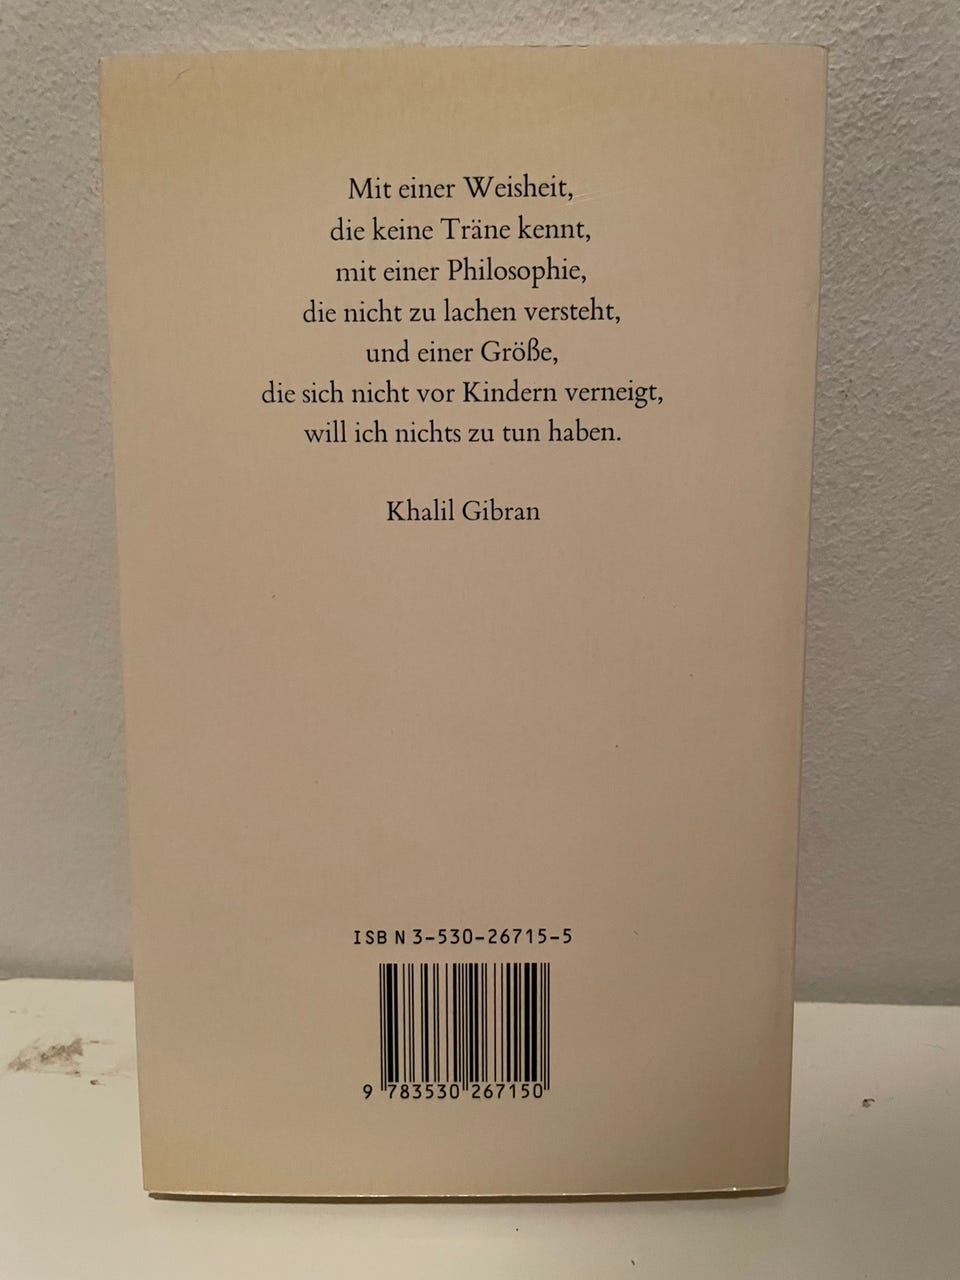 Mit einer Weisheit,
die keine Träne kennt,
mit einer Philosophie,
die nicht zu lachen versteht,
und einer Größe,
die sich nicht vor Kindern verneigt,
will ich nichts zu tun haben.
Khalil Gibran
ISBN 3-530-26715-5
9 783530 267150